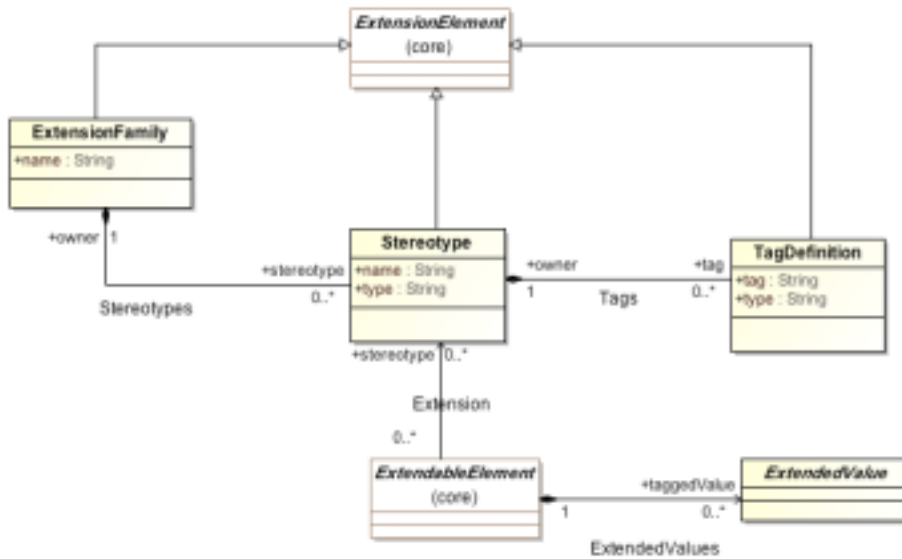 ExtensionElement
(core)
ExtensionFamily
+name : String
+owner 1
+stereotype
0..*
Stereotypes
Stereotype
+name : String
+type : String
+owner
1
+tag
0..*
Tags
TagDefinition
+tag : String
+type : String
+stereotype 0..*
Extension
0..*
ExtendableElement
(core)
+taggedValue
1
0..*
ExtendedValues
ExtendedValue